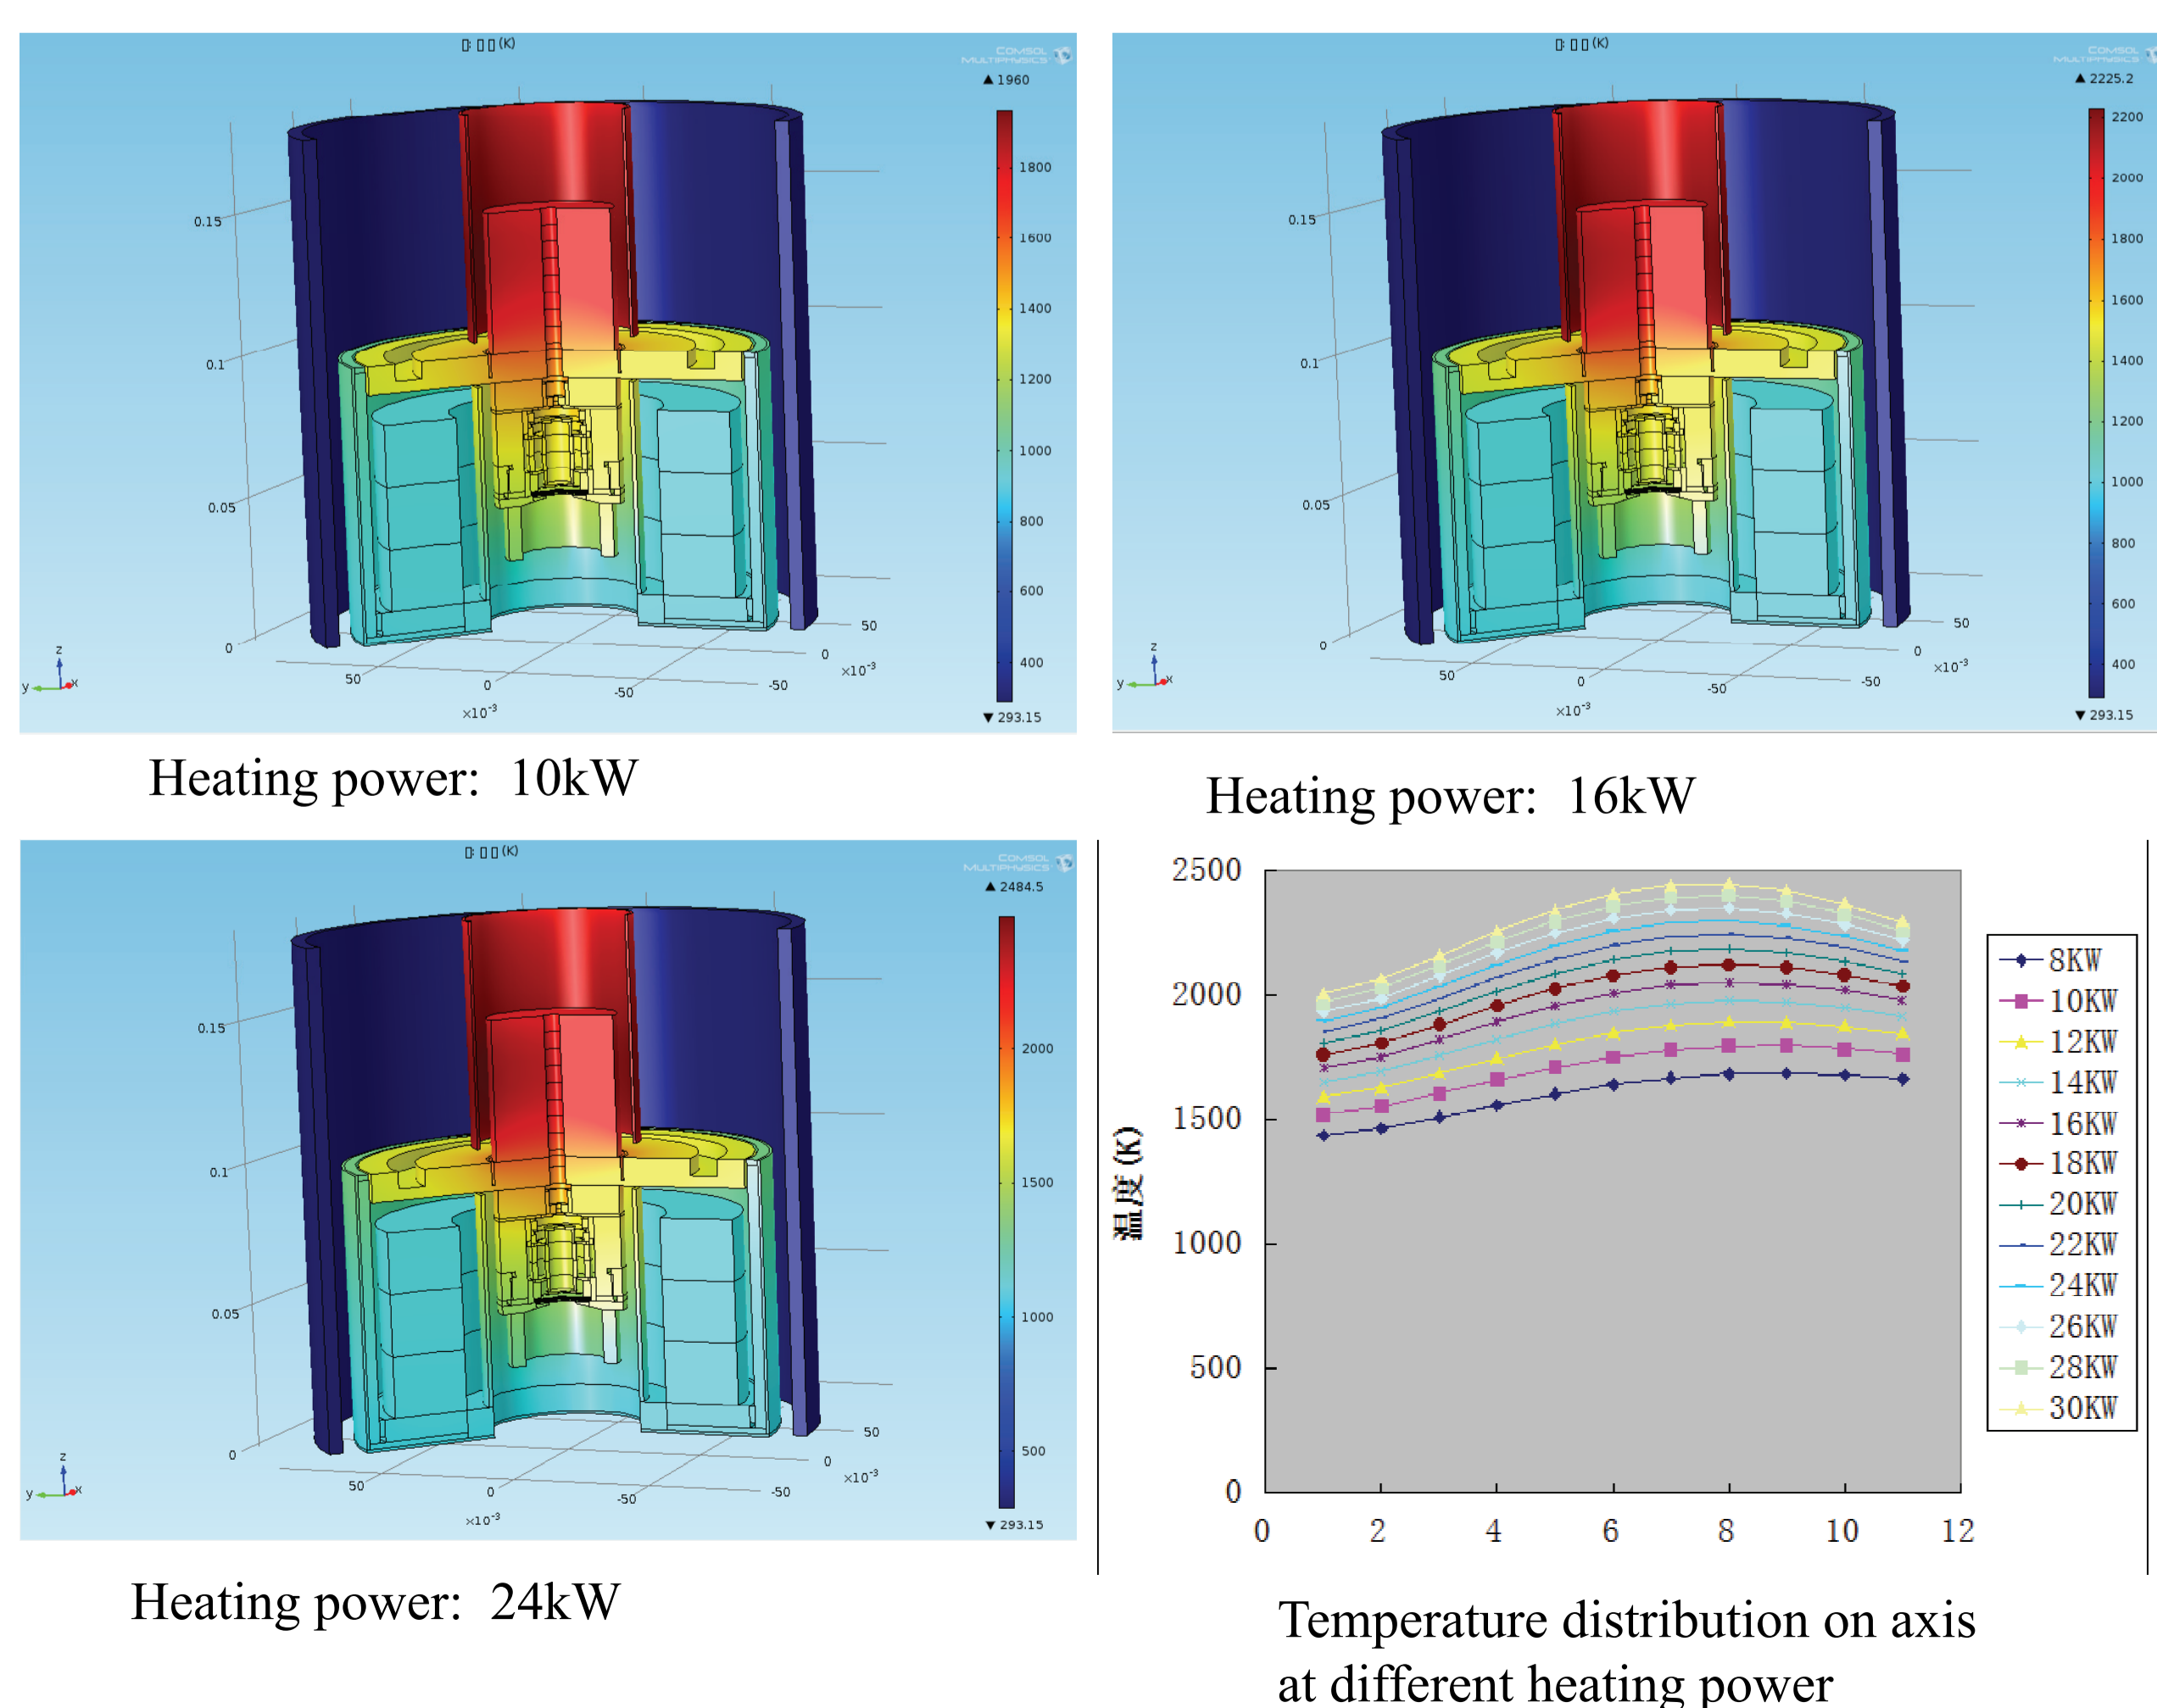 (K)
COMSOL
MULTIPHYSICS
▲ 1960
1800
1600
1400
1200
1000
800
600
400
▼ 293.15
0.15
0.1
0.05
0
50
0
-50
×10-3
-50
0
50
×10-3
z
y
x
Heating power: 10kW
(K)
COMSOL
MULTIPHYSICS
▲ 2225.2
2200
2000
1800
1600
1400
1200
1000
800
600
400
▼ 293.15
0.15
0.1
0.05
0
50
0
-50
×10-3
-50
0
50
×10-3
z
y
x
Heating power: 16kW
(K)
COMSOL
MULTIPHYSICS
▲ 2484.5
2000
1500
1000
500
▼ 293.15
0.15
0.1
0.05
0
50
0
-50
×10-3
-50
0
50
×10-3
z
y
x
Heating power: 24kW
2500
2000
1500
1000
500
0
温度(K)
0 2 4 6 8 10 12
8KW
10KW
12KW
14KW
16KW
18KW
20KW
22KW
24KW
26KW
28KW
30KW
Temperature distribution on axis
at different heating power